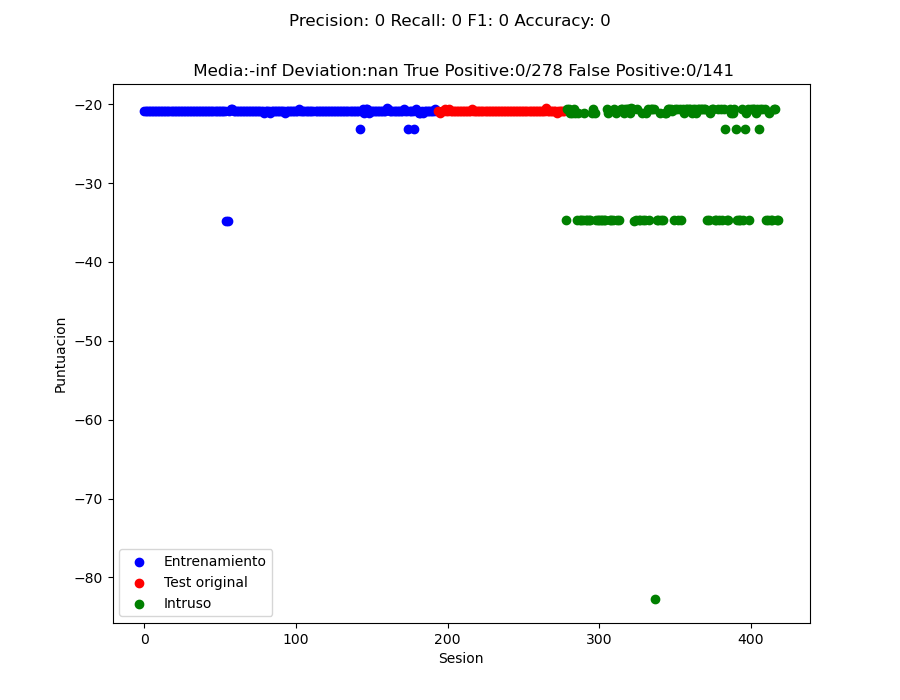 Precision: 0 Recall: 0 F1: 0 Accuracy: 0
Media:-inf Deviation:nan True Positive:0/278 False Positive:0/141
−20
−30
−40
−50
−60
−70
−80
Puntuacion
Entrenamiento
Test original
Intruso
0 100 200 300 400
Sesion